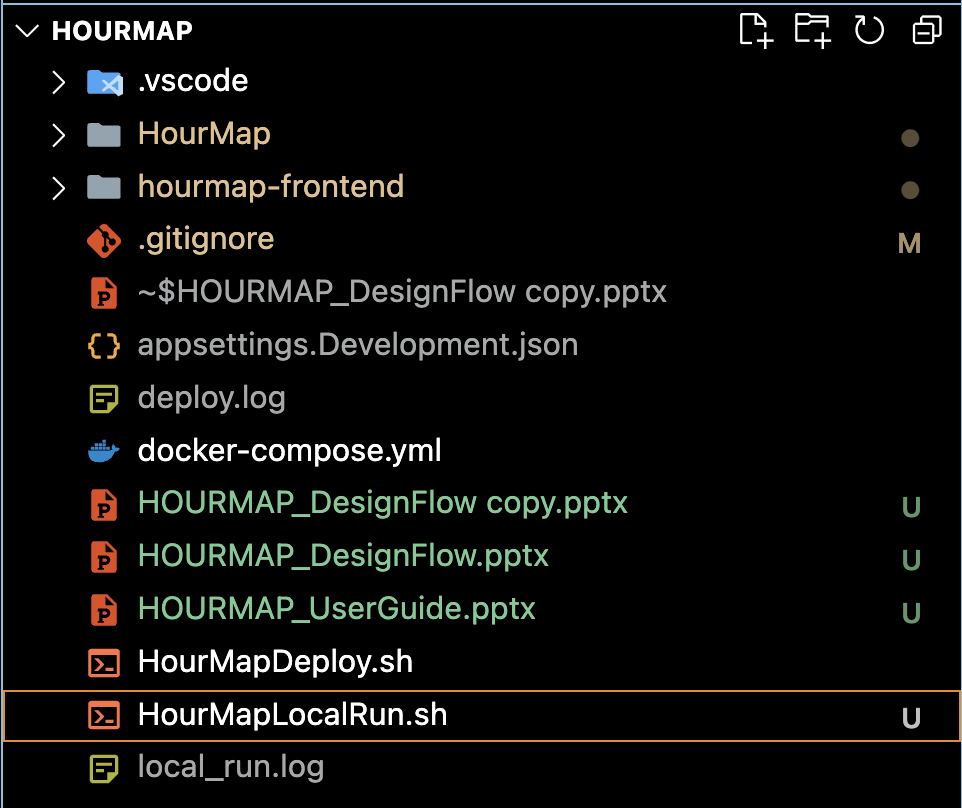 HOURMAP
.vscode
HourMap
hourmap-frontend
.gitignore M
~$HOURMAP_DesignFlow copy.pptx
appsettings.Development.json
deploy.log
docker-compose.yml
HOURMAP_DesignFlow copy.pptx U
HOURMAP_DesignFlow.pptx U
HOURMAP_UserGuide.pptx U
HourMapDeploy.sh
HourMapLocalRun.sh U
local_run.log